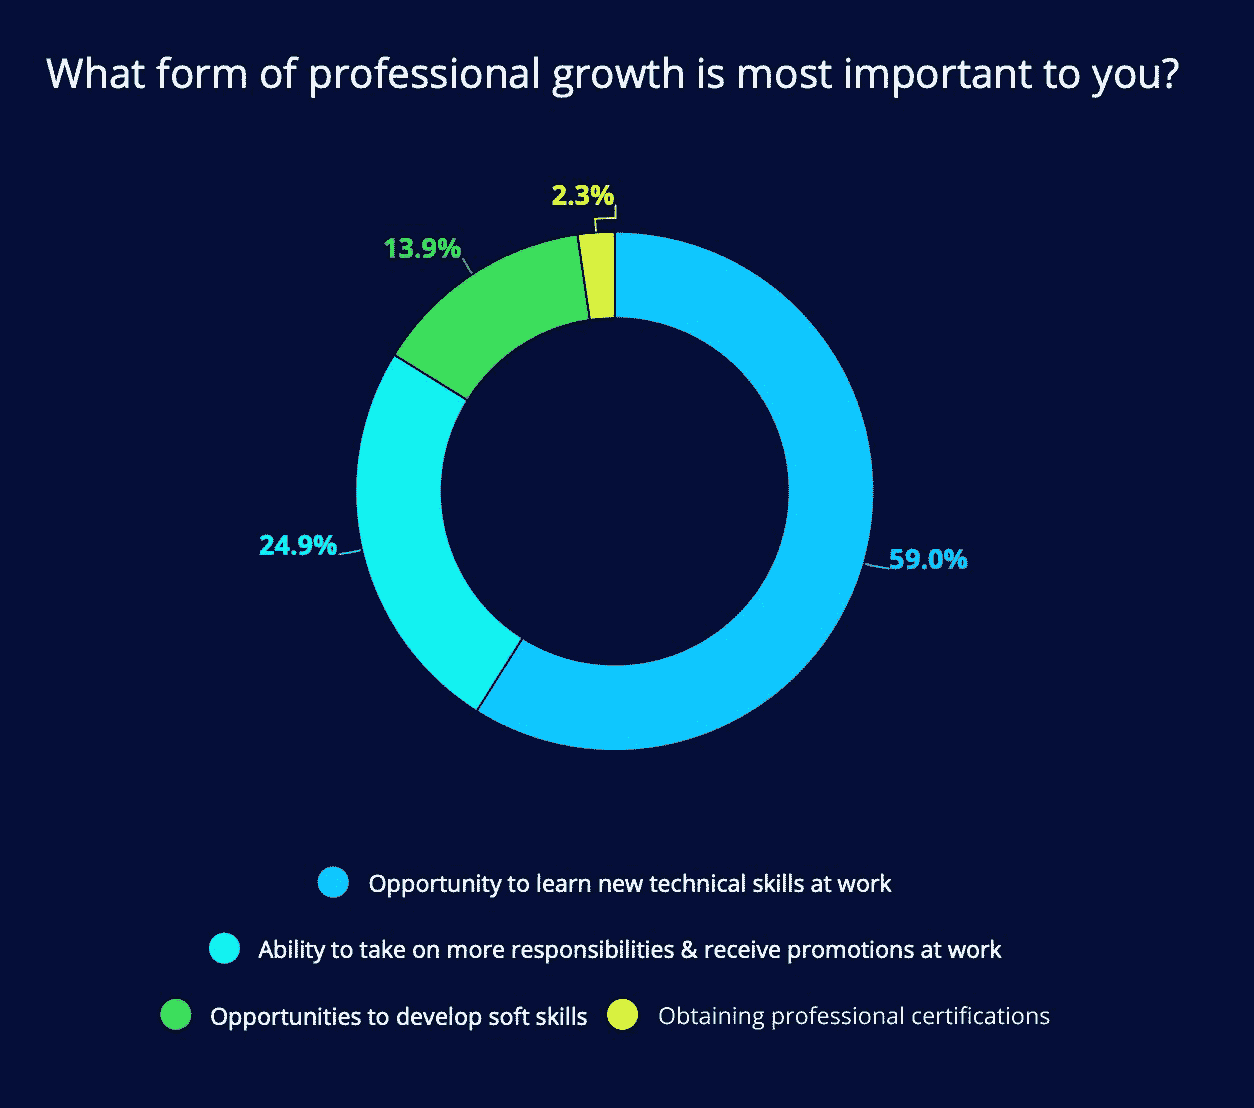 What form of professional growth is most important to you?
2.3%
13.9%
24.9%
59.0%
Opportunity to learn new technical skills at work
Ability to take on more responsibilities & receive promotions at work
Opportunities to develop soft skills
Obtaining professional certifications